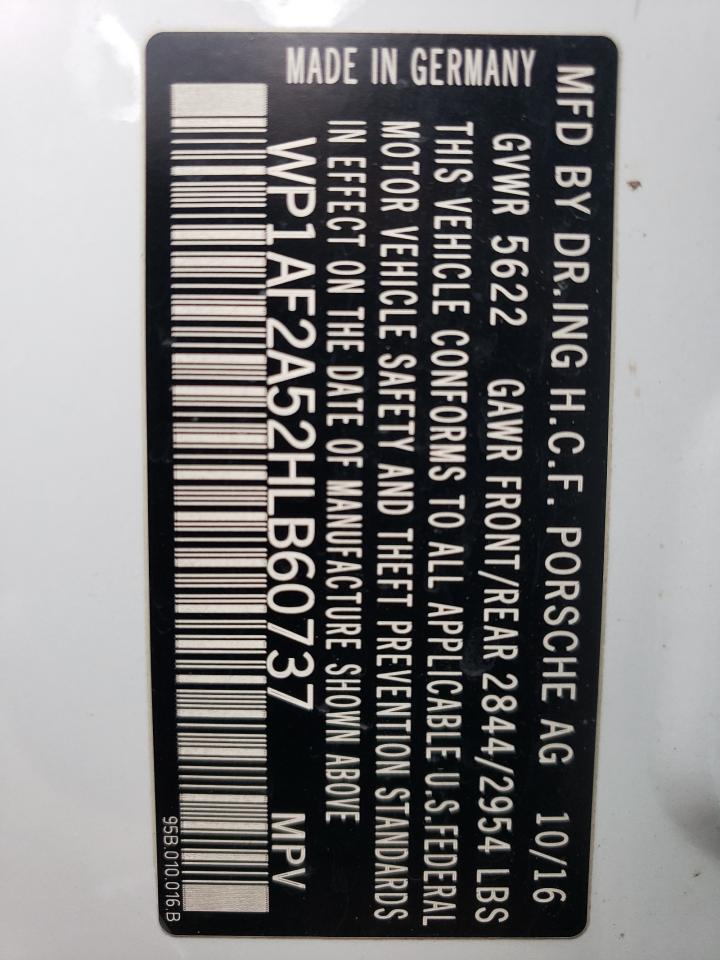 MFD BY DR.ING H.C.F. PORSCHE AG 10/16
GVWR 5622 GAWR FRONT/REAR 2844/2954 LBS
THIS VEHICLE CONFORMS TO ALL APPLICABLE U.S.FEDERAL
MOTOR VEHICLE SAFETY AND THEFT PREVENTION STANDARDS
IN EFFECT ON THE DATE OF MANUFACTURE SHOWN ABOVE
WP1AF2A52HLB60737 MPV
95B.010.016.B
MADE IN GERMANY